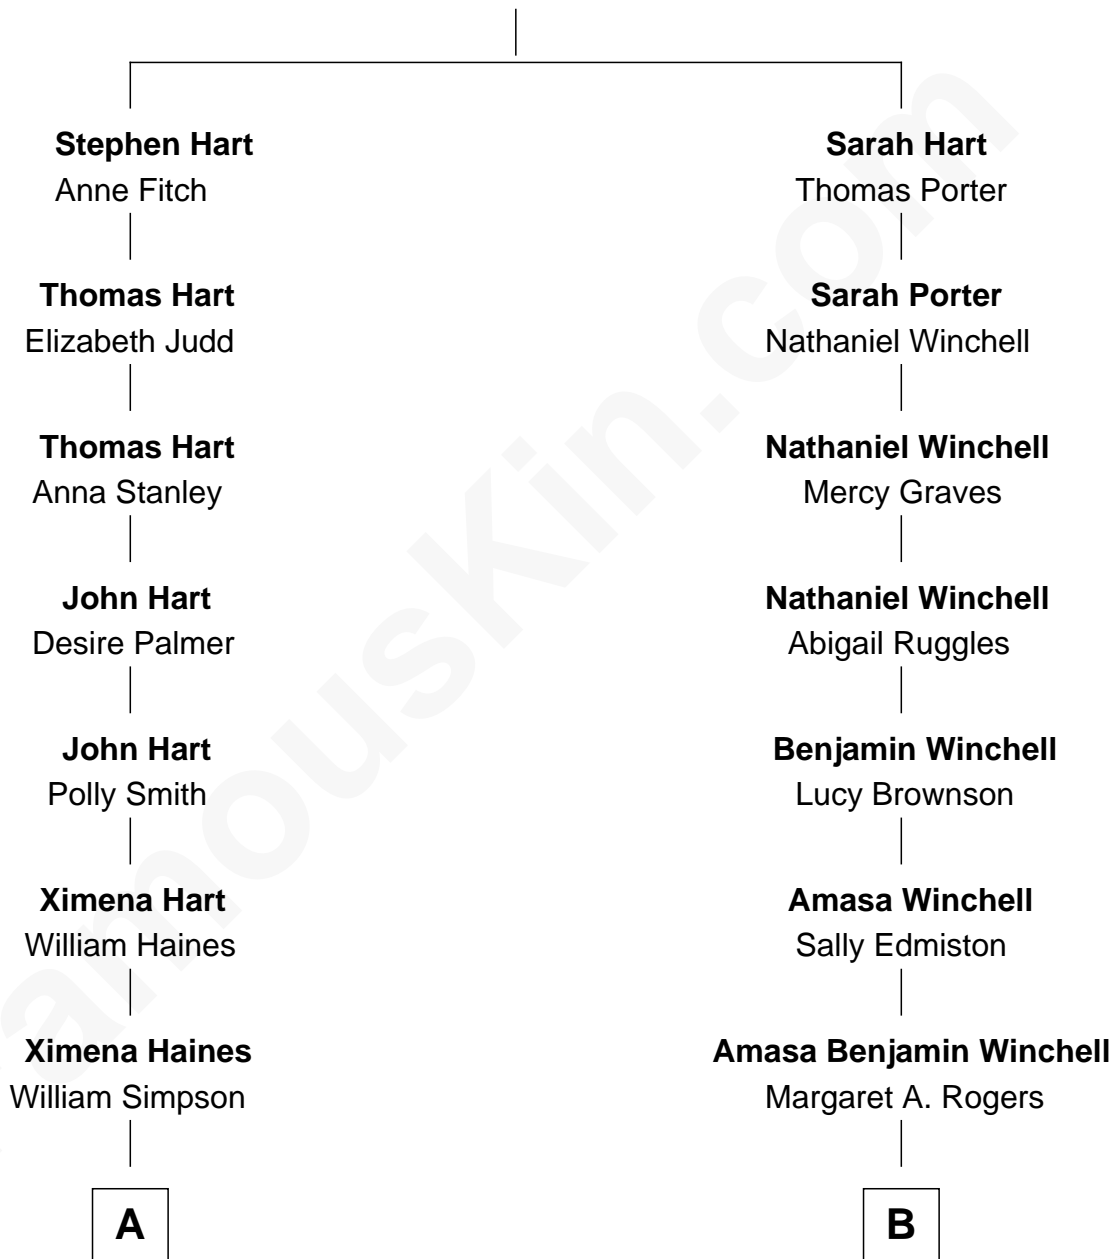 Stephen Hart
Anne Fitch
Thomas Hart
Elizabeth Judd
Thomas Hart
Anna Stanley
John Hart
Desire Palmer
John Hart
Polly Smith
Ximena Hart
William Haines
Ximena Haines
William Simpson
A
Sarah Hart
Thomas Porter
Sarah Porter
Nathaniel Winchell
Nathaniel Winchell
Mercy Graves
Nathaniel Winchell
Abigail Ruggles
Benjamin Winchell
Lucy Brownson
Amasa Winchell
Sally Edmiston
Amasa Benjamin Winchell
Margaret A. Rogers
B
amousKin.com